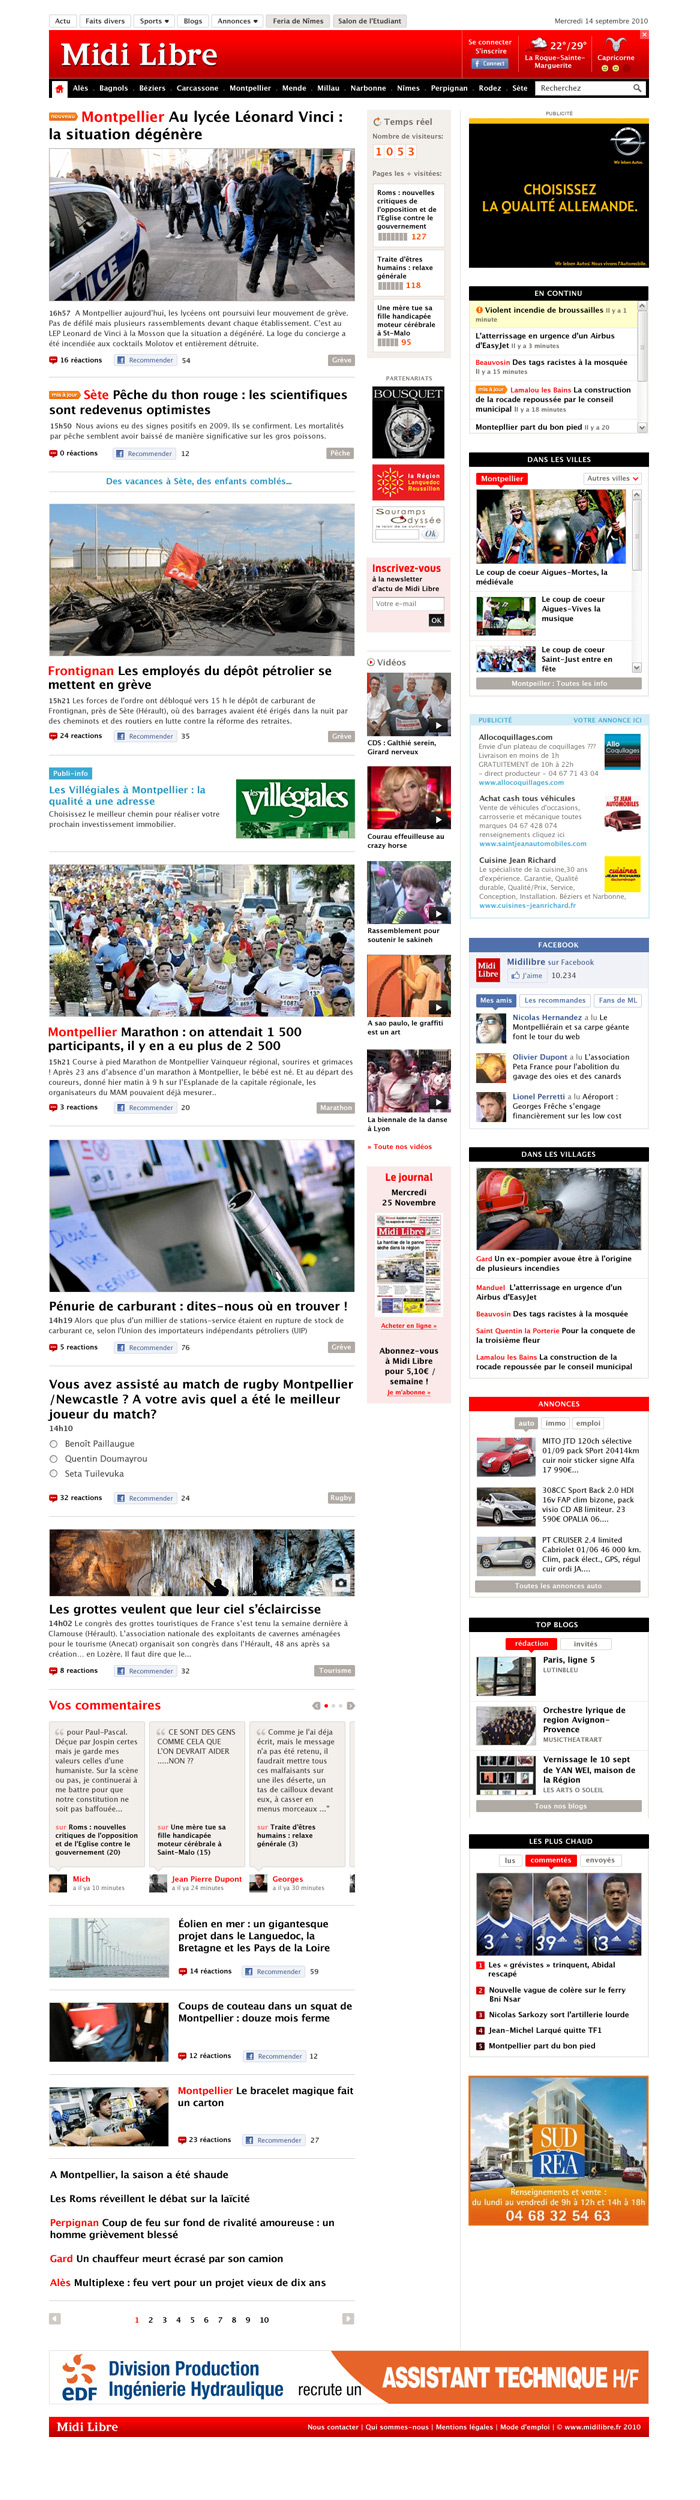 Actu
Faits divers
Sports
Blogs
Annonces
Feria de Nîmes
Salon de l'Etudiant
Mercredi 14 septembre 2010
Midi Libre
Se connecter
S'inscrire
Connect
22°/29°
La Roque-Sainte-
Marguerite
Capricorne
Alès . Bagnols . Béziers . Carcassonne . Montpellier . Mende . Millau . Narbonne . Nîmes . Perpignan . Rodez . Sète
Recherchez
nouveau Montpellier Au lycée Léonard Vinci :
la situation dégénère
POLICE
16h57 A Montpellier aujourd'hui, les lycéens ont poursuivi leur mouvement de grève.
Pas de défilé mais plusieurs rassemblements devant chaque établissement. C'est au
LEP Leonard de Vinci à la Mosson que la situation a dégénéré. La loge du concierge a
été incendiée aux cocktails Molotov et entièrement détruite.
16 réactions
Recommender
54
Grève
mis à jour Sète Pêche du thon rouge : les scientifiques
sont redevenus optimistes
15h50 Nous avions eu des signes positifs en 2009. Ils se confirment. Les mortalités
par pêche semblent avoir baissé de manière significative sur les gros poissons.
0 réactions
Recommender
12
Pêche
Des vacances à Sète, des enfants comblés...
Frontignan Les employés du dépôt pétrolier se
mettent en grève
15h21 Les forces de l'ordre ont débloqué vers 15 h le dépôt de carburant de
Frontignan, près de Sète (Hérault), où des barrages avaient été érigés dans la nuit par
des cheminots et des routiers en lutte contre la réforme des retraites.
24 réactions
Recommender
35
Grève
Publi-info
Les Villégiales à Montpellier : la
qualité a une adresse
Choisissez le meilleur chemin pour réaliser votre
prochain investissement immobilier.
les Villégiales
Montpellier Marathon : on attendait 1 500
participants, il y en a eu plus de 2 500
15h21 Course à pied Marathon de Montpellier Vainqueur régional, sourires et grimaces
! Après 23 ans d'absence d'un marathon à Montpellier, le bébé est né. Et au départ des
coureurs, donné hier matin à 9 h sur l'Esplanade de la capitale régionale, les
organisateurs du MAM pouvaient déjà mesurer..
3 réactions
Recommender
20
Marathon
Pénurie de carburant : dites-nous où en trouver !
14h19 Alors que plus d'un millier de stations-service étaient en rupture de stock de
carburant ce, selon l'Union des importateurs indépendants pétroliers (UIP)
5 réactions
Recommender
76
Grève
Vous avez assisté au match de rugby Montpellier
/Newcastle ? A votre avis quel a été le meilleur
joueur du match?
14h10
Benoît Paillaugue
Quentin Doumayrou
Seta Tuilevuka
32 reactions
Recommender
24
Rugby
Les grottes veulent que leur ciel s'éclaircisse
14h02 Le congrès des grottes touristiques de France s'est tenu la semaine dernière à
Clamouse (Hérault). L'association nationale des exploitants de cavernes aménagées
pour le tourisme (Anecat) organisait son congrès dans l'Hérault, 48 ans après sa
création... en Lozère. Il faut dire que le...
8 réactions
Recommender
32
Tourisme
Vos commentaires
pour Paul-Pascal.
Déçue par Jospin certes
mais je garde mes
valeurs celles d'une
humaniste. Sur la scène
ou pas, je continuerai à
me battre pour que
notre constitution ne
soit pas baffouée...
sur Roms : nouvelles
critiques de l'opposition
et de l'Eglise contre le
gouvernement (20)
Mich
a il ya 10 minutes
CE SONT DES GENS
COMME CELA QUE
L'ON DEVRAIT AIDER
.....NON ??
sur Une mère tue sa
fille handicapée
moteur cérébrale à
Saint-Malo (15)
Jean Pierre Dupont
a il ya 24 minutes
Comme je l'ai déja
écrit, mais le message
n'a pas été retenu, il
faudrait mettre tous
ces malfaisants sur
une iles déserte, un
tas de cailloux devant
eux, à casser en
menus morceaux ..."
sur Traite d'êtres
humains : relaxe
générale (3)
Georges
a il ya 30 minutes
Éolien en mer : un gigantesque
projet dans le Languedoc, la
Bretagne et les Pays de la Loire
14 réactions
Recommender
59
Coups de couteau dans un squat de
Montpellier : douze mois ferme
12 réactions
Recommender
12
Montpellier Le bracelet magique fait
un carton
23 réactions
Recommender
27
A Montpellier, la saison a été shaude
Les Roms réveillent le débat sur la laïcité
Perpignan Coup de feu sur fond de rivalité amoureuse : un
homme grièvement blessé
Gard Un chauffeur meurt écrasé par son camion
Alès Multiplexe : feu vert pour un projet vieux de dix ans
1 2 3 4 5 6 7 8 9 10
Temps réel
Nombre de visiteurs:
1053
Pages les + visitées:
Roms : nouvelles
critiques de
l'opposition et de
l'Eglise contre le
gouvernement
127
Traite d'êtres
humains : relaxe
générale
118
Une mère tue sa
fille handicapée
moteur cérébrale
à St-Malo
95
PARTENARIATS
BOUSQUET
la Région
Languedoc
Roussillon
Sauramps
Odyssée
Ok
Inscrivez-vous
à la newsletter
d'actu de Midi Libre
Votre e-mail
OK
Vidéos
CDS : Galthié serein,
Girard nerveux
Courau effeuilleuse au
crazy horse
Rassemblement pour
soutenir le sakineh
A sao paulo, le graffiti
est un art
La biennale de la danse
à Lyon
» Toute nos vidéos
Le journal
Mercredi
25 Novembre
Midi Libre
La hantise de la panne
sèche dans la région
Acheter en ligne »
Abonnez-vous
à Midi Libre
pour 5,10€ /
semaine !
Je m'abonne »
PUBLICITÉ
Wir leben Autos.
CHOISISSEZ
LA QUALITÉ ALLEMANDE.
Wir leben Autos: Nous vivons l'Automobile.
EN CONTINU
Violent incendie de broussailles Il y a 1
minute
L'atterrissage en urgence d'un Airbus
d'EasyJet Il y a 3 minutes
Beauvosin Des tags racistes à la mosquée
Il y a 15 minutes
mis à jour Lamalou les Bains La construction
de la rocade repoussée par le conseil
municipal Il y a 18 minutes
Montepllier part du bon pied Il y a 20
DANS LES VILLES
Montpellier
Autres villes
Le coup de coeur Aigues-Mortes, la
médiévale
Le coup de coeur
Aigues-Vives la
musique
Le coup de coeur
Saint-Just entre en
fête
Montpeiller : Toutes les info
PUBLICITÉ
VOTRE ANNONCE ICI
Allocoquillages.com
Envie d'un plateau de coquillages ???
Livraison en moins de 1h
GRATUITEMENT de 10h à 22h
- direct producteur - 04 67 71 43 04
www.allocoquillages.com
Allo
Coquillages
Achat cash tous véhicules
Vente de véhicules d'occasions,
carrosserie et mécanique toutes
marques 04 67 428 074
renseignements cliquez ici
www.saintjeanautomobiles.com
ST JEAN
AUTOMOBILES
Cuisine Jean Richard
Le spécialiste de la cuisine,30 ans
d'expérience. Garantie, Qualité
durable, Qualité/Prix, Service,
Conception, Installation. Béziers et Narbonne,
www.cuisines-jeanrichard.fr
cuisines
JEAN RICHARD
FACEBOOK
Midi
Libre
Midilibre sur Facebook
J'aime
10.234
Mes amis
Les recommandes
Fans de ML
Nicolas Hernandez a lu Le
Montpelliérain et sa carpe géante
font le tour du web
Olivier Dupont a lu L'association
Peta France pour l'abolition du
gavage des oies et des canards
Lionel Perretti a lu Aéroport :
Georges Frêche s'engage
financièrement sur les low cost
DANS LES VILLAGES
Gard Un ex-pompier avoue être à l'origine
de plusieurs incendies
Manduel L'atterrissage en urgence d'un
Airbus d'EasyJet
Beauvosin Des tags racistes à la mosquée
Saint Quentin la Porterie Pour la conquete de
la troisième fleur
Lamalou les Bains La construction de la
rocade repoussée par le conseil municipal
ANNONCES
auto
immo
emploi
MITO JTD 120ch sélective
01/09 pack SPort 20414km
cuir noir sticker signe Alfa
17 990€...
308CC Sport Back 2.0 HDI
16v FAP clim bizone, pack
visio CD AB limiteur. 23
590€ OPALIA 06....
PT CRUISER 2.4 limited
Cabriolet 01/06 46 000 km.
Clim, pack élect., GPS, régul
cuir ordi JA....
Toutes les annonces auto
TOP BLOGS
rédaction
invités
Paris, ligne 5
LUTINBLEU
Orchestre lyrique de
region Avignon-
Provence
MUSICTHEATRART
Vernissage le 10 sept
de YAN WEI, maison de
la Région
LES ARTS O SOLEIL
Tous nos blogs
LES PLUS CHAUD
lus
commentés
envoyés
3
39
13
1 Les « grévistes » trinquent, Abidal
rescapé
2 Nouvelle vague de colère sur le ferry
Bni Nsar
3 Nicolas Sarkozy sort l'artillerie lourde
4 Jean-Michel Larqué quitte TF1
5 Montpellier part du bon pied
SUD
RÉA
Renseignements et vente :
du lundi au vendredi de 9h à 12h et 14h à 18h
04 68 32 54 63
eDF
Division Production
Ingénierie Hydraulique
recrute un
ASSISTANT TECHNIQUE H/F
Midi Libre
Nous contacter | Qui sommes-nous | Mentions légales | Mode d'emploi | © www.midilibre.fr 2010